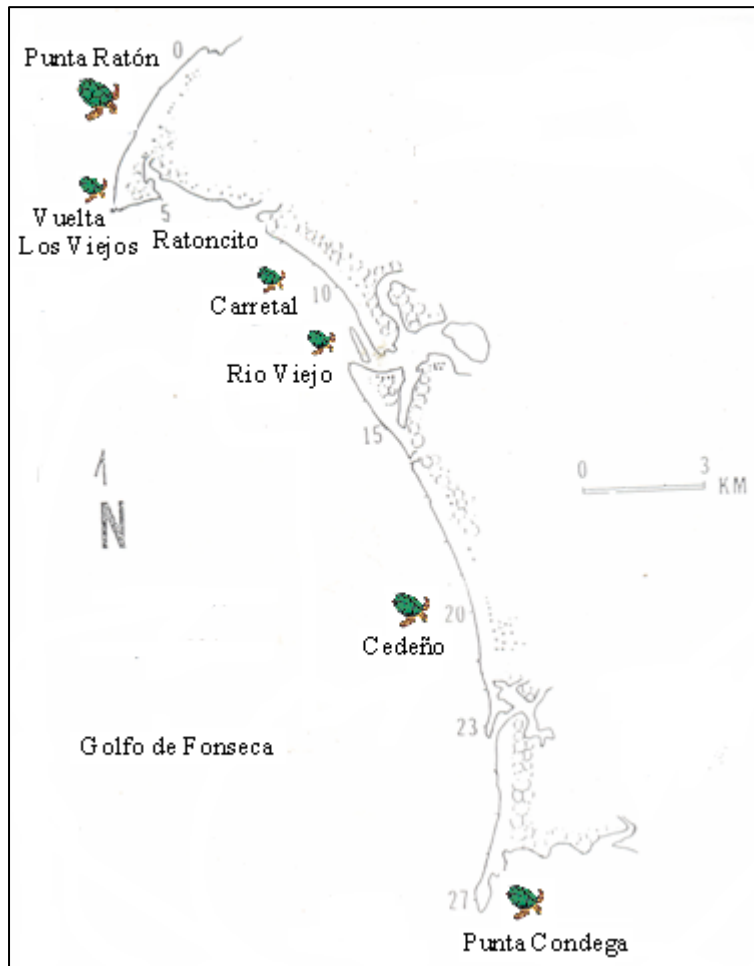 0
Punta Ratón
Vuelta
Los Viejos
5
Ratoncito
10
Carretal
Rio Viejo
15
0 3
KM
1
N
20
Cedeño
23
Golfo de Fonseca
27
Punta Condega